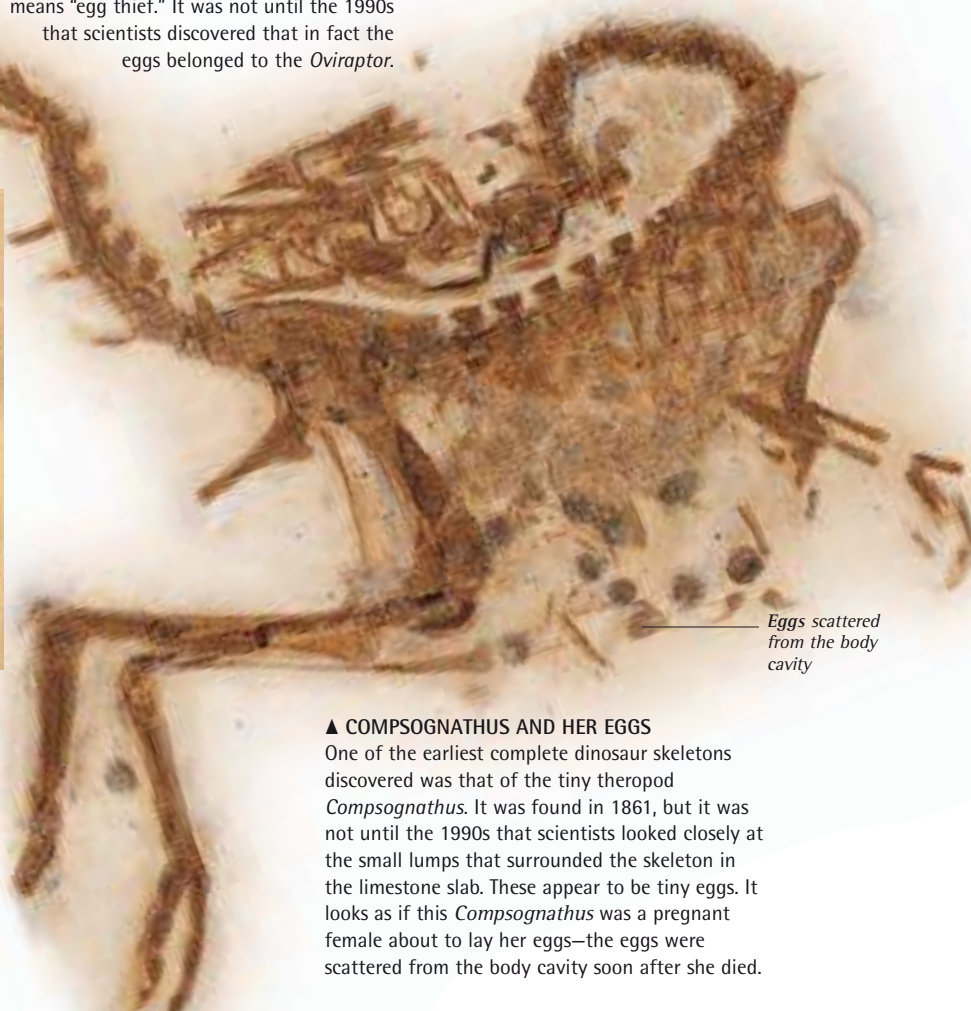 means “egg thief.” It was not until the 1990s
that scientists discovered that in fact the
eggs belonged to the Oviraptor.
Eggs scattered
from the body
cavity
▲ COMPSOGNATHUS AND HER EGGS
One of the earliest complete dinosaur skeletons
discovered was that of the tiny theropod
Compsognathus. It was found in 1861, but it was
not until the 1990s that scientists looked closely at
the small lumps that surrounded the skeleton in
the limestone slab. These appear to be tiny eggs. It
looks as if this Compsognathus was a pregnant
female about to lay her eggs—the eggs were
scattered from the body cavity soon after she died.